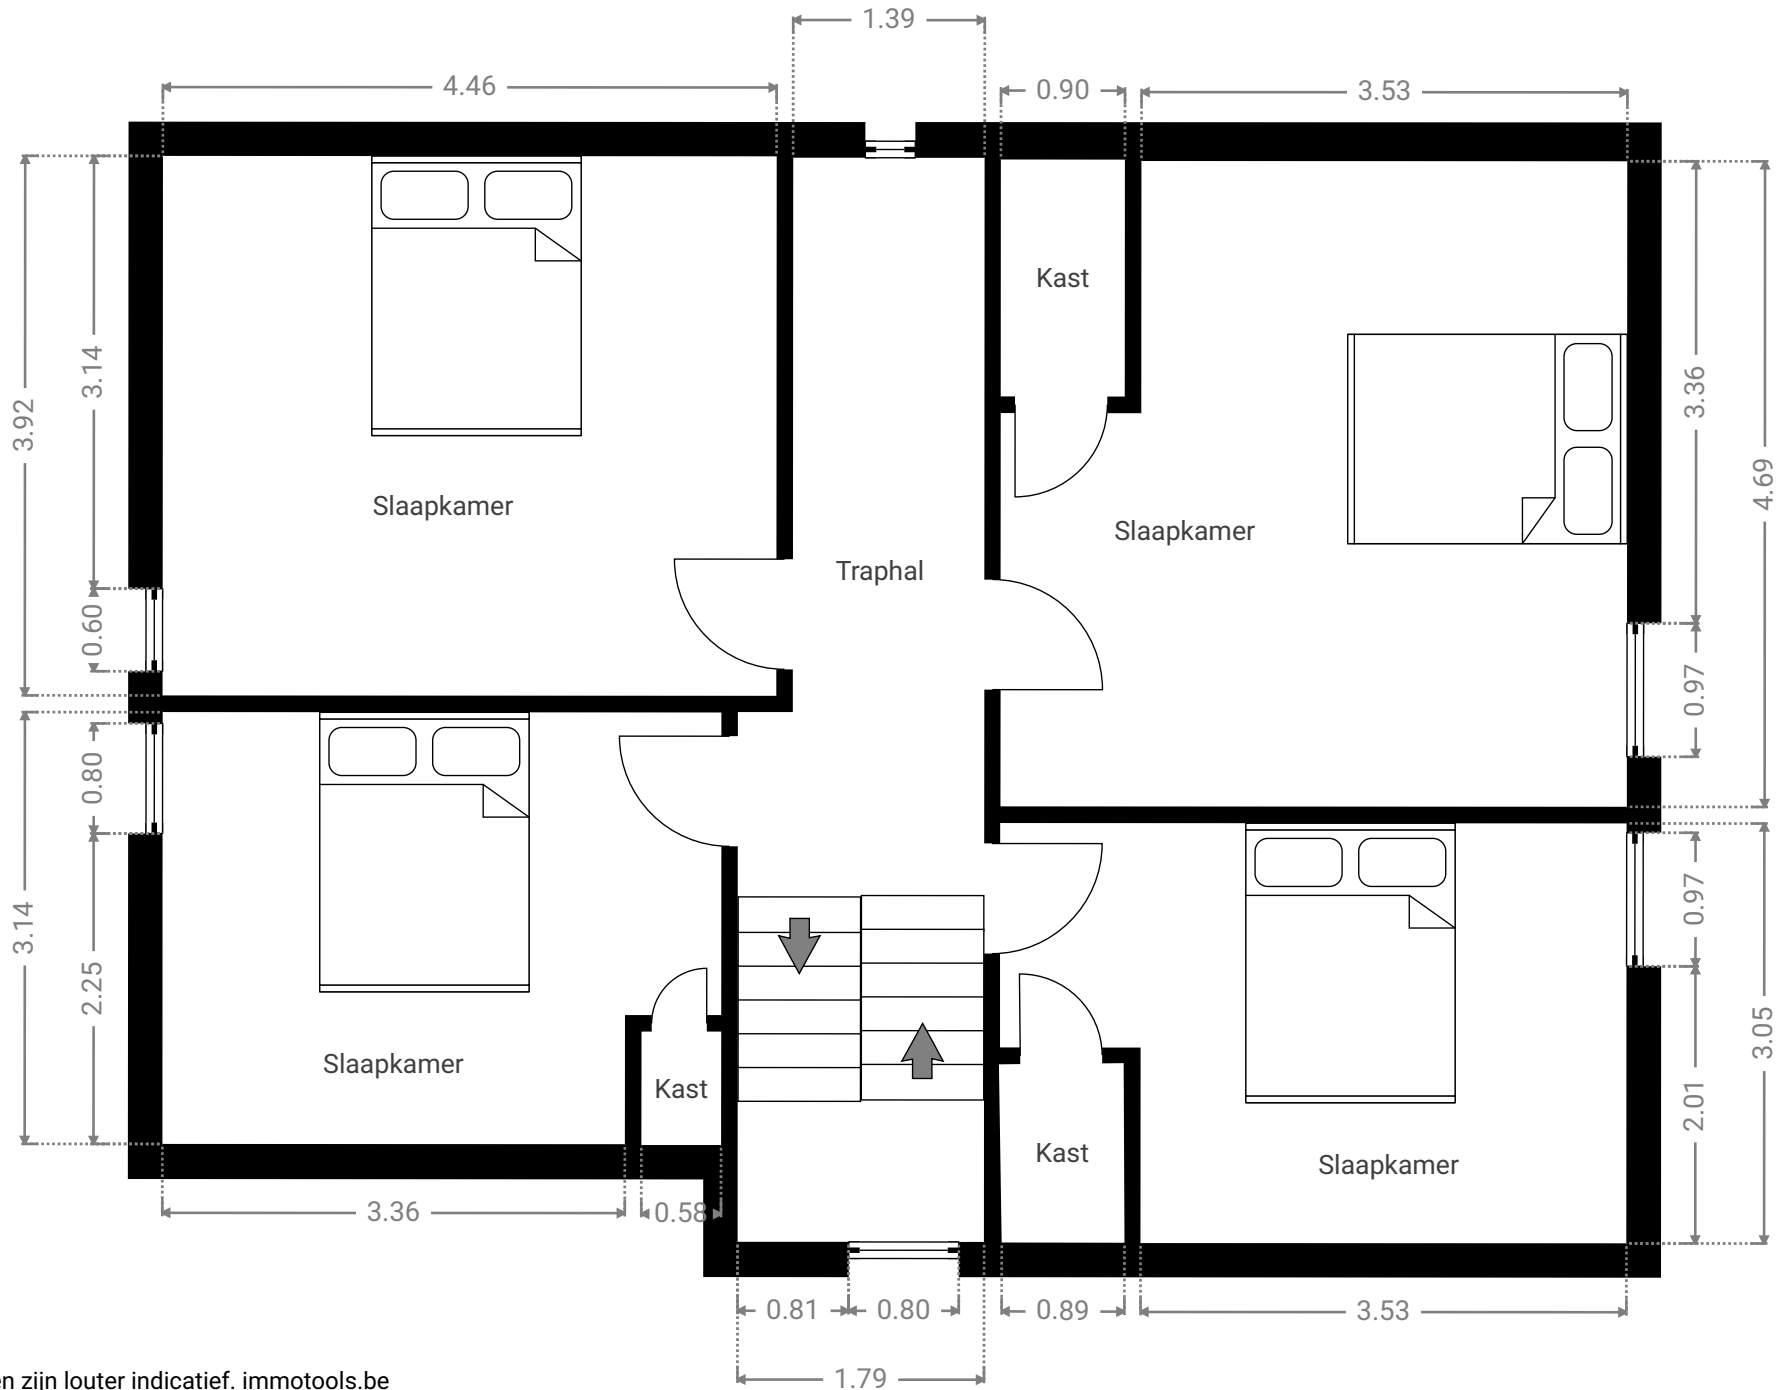 1.39
4.46
0.90
3.53
Kast
3.14
3.92
3.36
4.69
Slaapkamer
Slaapkamer
Traphal
0.60
0.97
0.80
3.14
2.25
0.97
3.05
2.01
Slaapkamer
Kast
Kast
Slaapkamer
3.36
0.58
0.81
0.80
0.89
3.53
1.79
zijn louter indicatief. immotools.be